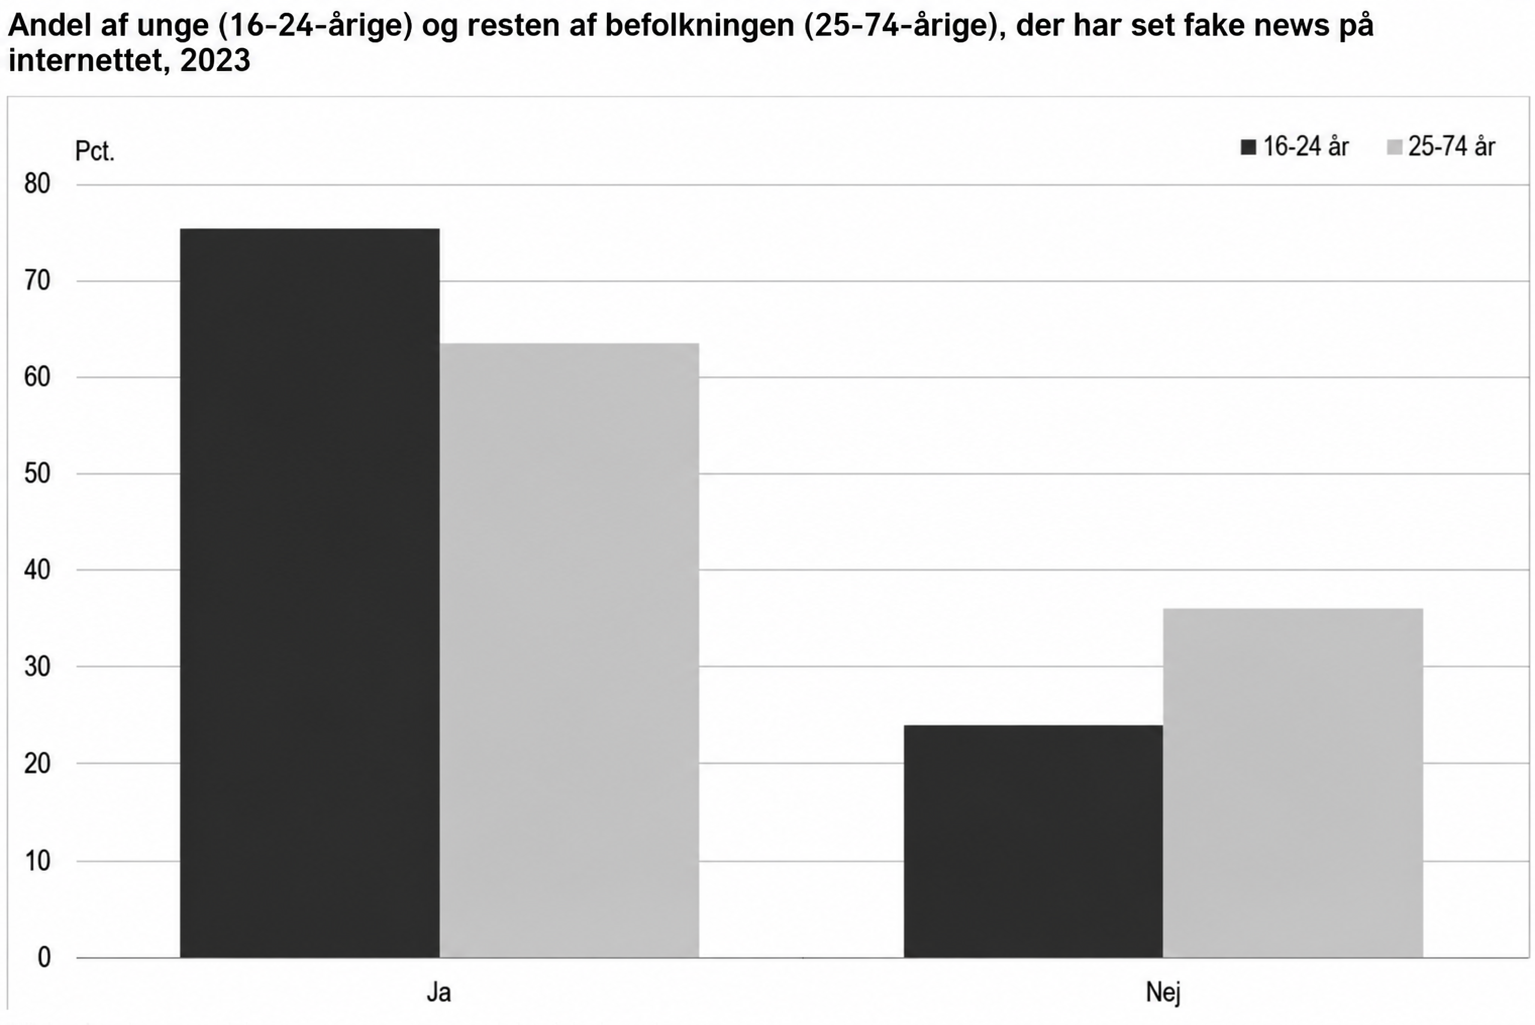 Andel af unge (16-24-årige) og resten af befolkningen (25-74-årige), der har set fake news på
internettet, 2023
Pct.
16-24 år
25-74 år
80
70
60
50
40
30
20
10
0
Ja
Nej